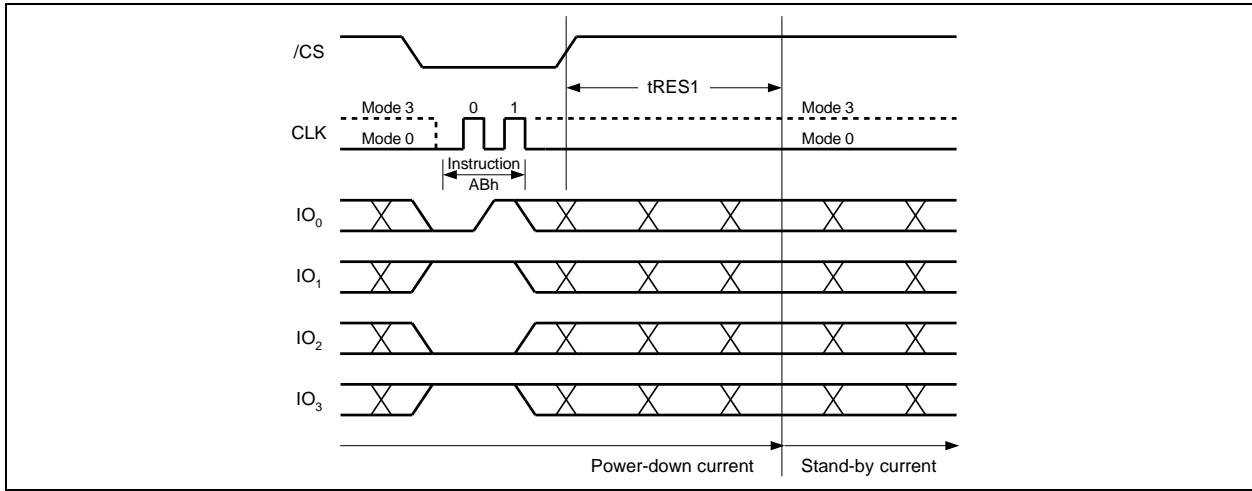 /CS
tRES1
Mode 3 0 1 Mode 3
CLK
Mode 0 Mode 0
Instruction
ABh
IO0
IO1
IO2
IO3
Power-down current Stand-by current